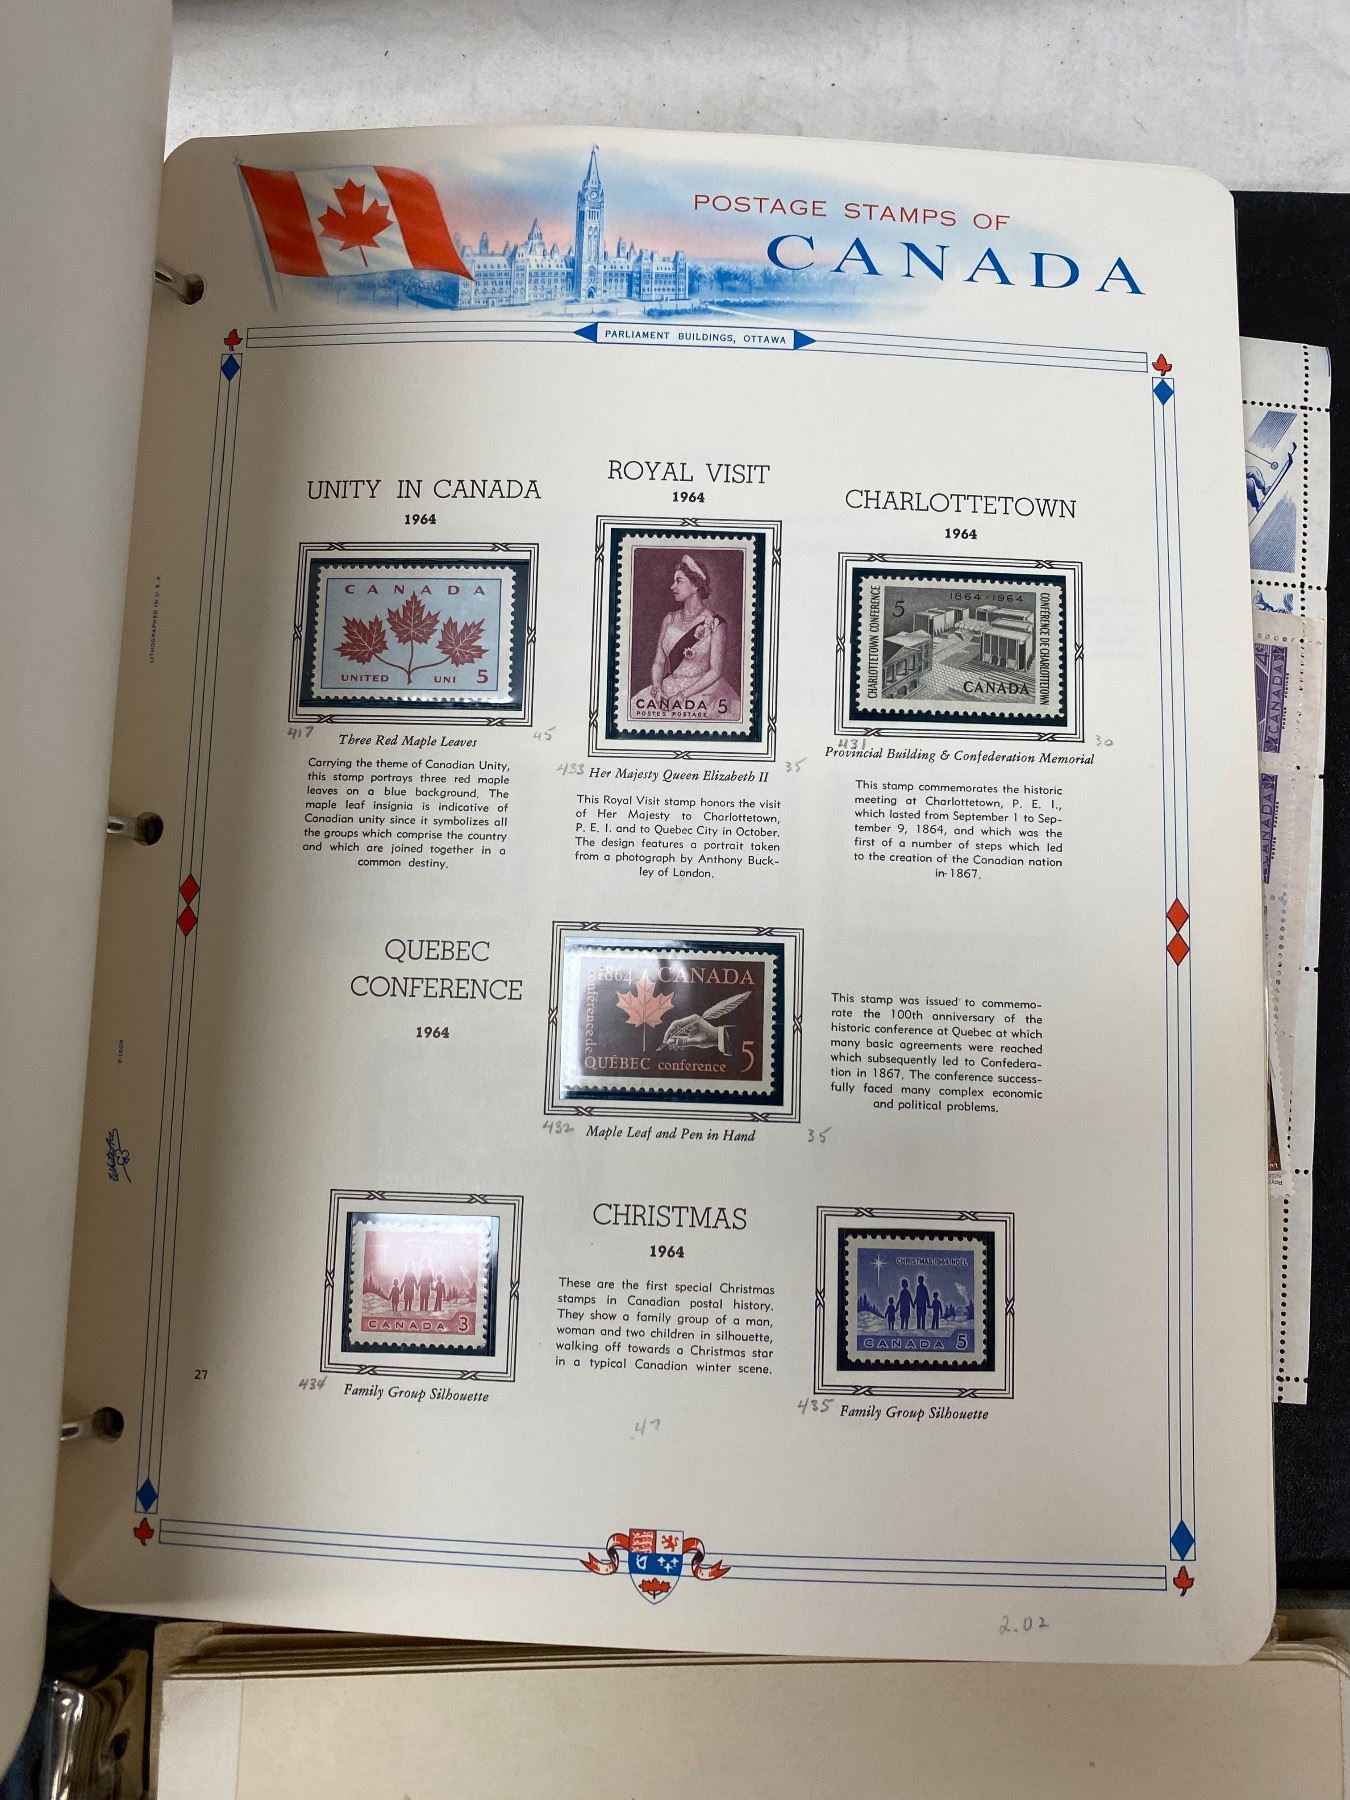 POSTAGE STAMPS OF
CANADA
PARLIAMENT BUILDINGS, OTTAWA
UNITY IN CANADA
1964
CANADA
UNITED UNI 5
417
45
Three Red Maple Leaves
Carrying the theme of Canadian Unity,
this stamp portrays three red maple
leaves on a blue background. The
maple leaf insignia is indicative of
Canadian unity since it symbolizes all
the groups which comprise the country
and which are joined together in a
common destiny.
ROYAL VISIT
1964
CANADA 5
POSTES POSTAGE
433
35
Her Majesty Queen Elizabeth II
This Royal Visit stamp honors the visit
of Her Majesty to Charlottetown,
P. E. I. and to Quebec City in October.
The design features a portrait taken
from a photograph by Anthony Buck-
ley of London.
CHARLOTTETOWN
1964
CHARLOTTETOWN CONFERENCE
5
1864-1964
CONFERENCE DE CHARLOTTETOWN
CANADA
431
30
Provincial Building & Confederation Memorial
This stamp commemorates the historic
meeting at Charlottetown, P. E. I.,
which lasted from September 1 to Sep-
tember 9, 1864, and which was the
first of a number of steps which led
to the creation of the Canadian nation
in 1867.
QUEBEC
CONFERENCE
1964
1864 CANADA
conférence de
QUÉBEC conference 5
432
35
Maple Leaf and Pen in Hand
This stamp was issued to commemo-
rate the 100th anniversary of the
historic conference at Quebec at which
many basic agreements were reached
which subsequently led to Confedera-
tion in 1867. The conference success-
fully faced many complex economic
and political problems.
CANADA 3
434
Family Group Silhouette
CHRISTMAS
1964
These are the first special Christmas
stamps in Canadian postal history.
They show a family group of a man,
woman and two children in silhouette,
walking off towards a Christmas star
in a typical Canadian winter scene.
.47
CHRISTMAS 1964 NOËL
CANADA 5
435
Family Group Silhouette
27
2.02
LITHOGRAPHED IN U S A
CANADA
CANADA